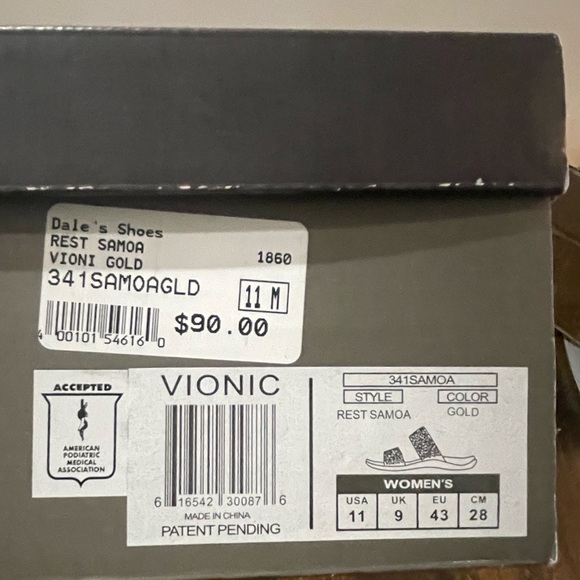 Dale's Shoes
REST SAMOA
VIONI GOLD 1860
341SAMOAGLD 11 M
$90.00
4 00101 54616 0
ACCEPTED
AMERICAN
PODIATRIC
MEDICAL
ASSOCIATION
VIONIC
6 16542 30087 6
MADE IN CHINA
PATENT PENDING
341SAMOA
STYLE COLOR
REST SAMOA GOLD
WOMEN'S
USA UK EU CM
11 9 43 28